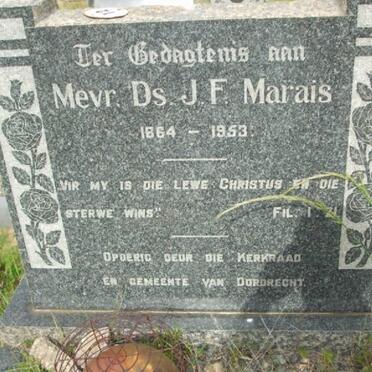 Ter Gedagtenis aan
Mevr. Ds. J. F. Marais
1864 – 1953.
VIR MY IS DIE LEWE CHRISTUS EN DIE
STERWE WINS". FIL. 1
OPGERIG DEUR DIE KERKRAAD
EN GEMEENTE VAN DORDRECHT.